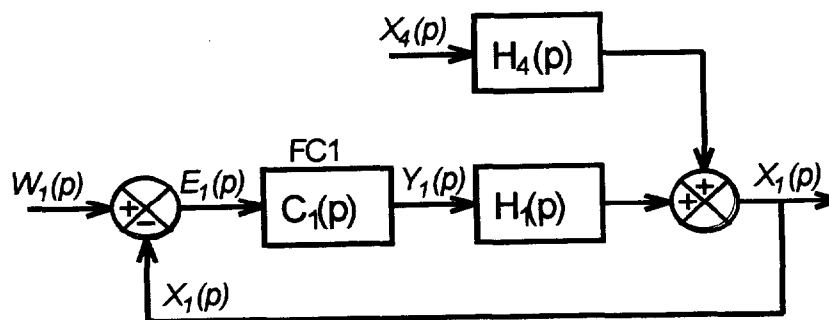 X₄(p)
H₄(p)
FC1
W₁(p)
+
−
E₁(p)
C₁(p)
Y₁(p)
H₁(p)
+
+
X₁(p)
X₁(p)